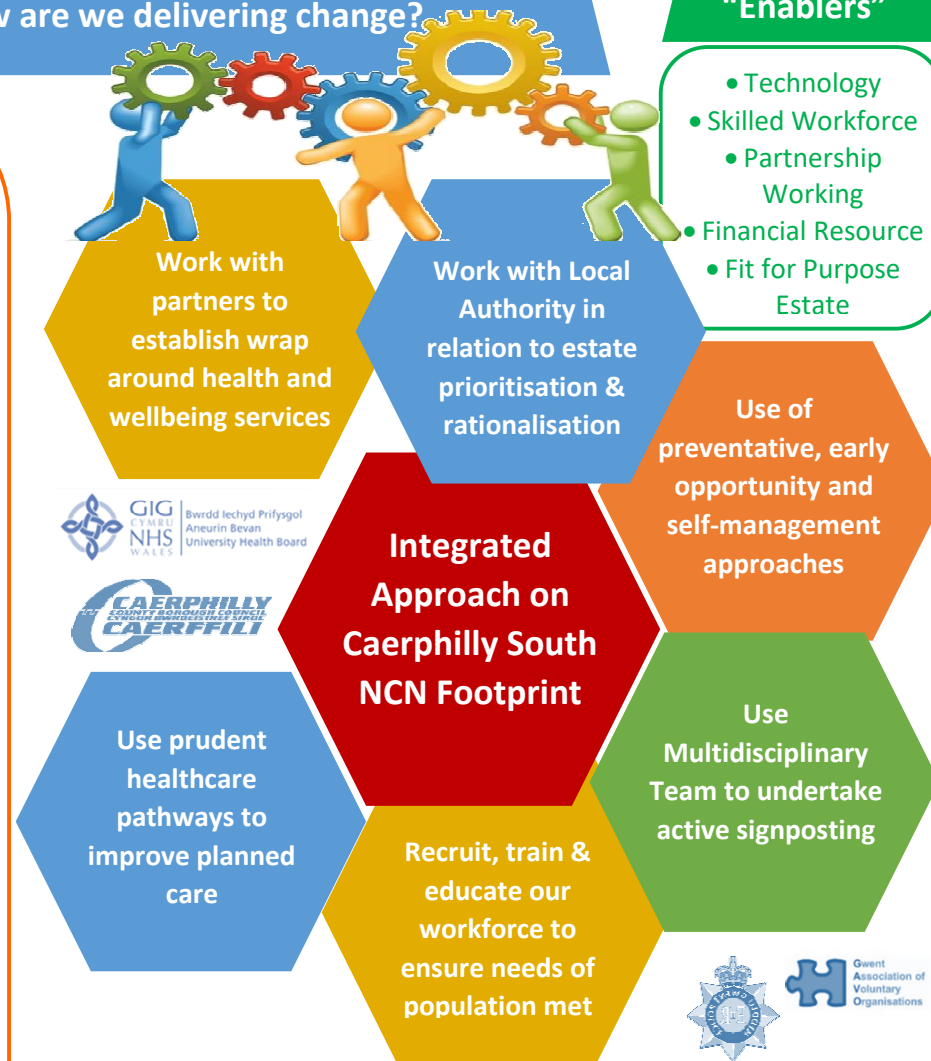 w are we delivering change?
"Enablers"
• Technology
• Skilled Workforce
• Partnership
Working
• Financial Resource
• Fit for Purpose
Estate
Work with
partners to
establish wrap
around health and
wellbeing services
Work with Local
Authority in
relation to estate
prioritisation &
rationalisation
Use of
preventative, early
opportunity and
self-management
approaches
GIG
CYMRU
NHS
WALES
Bwrdd Iechyd Prifysgol
Aneurin Bevan
University Health Board
CAERPHILLY
COUNTY BOROUGH COUNCIL
CYNGOR BWRDEISTREF SIROL
CAERFFILI
Integrated
Approach on
Caerphilly South
NCN Footprint
Use prudent
healthcare
pathways to
improve planned
care
Use
Multidisciplinary
Team to undertake
active signposting
Recruit, train &
educate our
workforce to
ensure needs of
population met
Gwent
Association of
Voluntary
Organisations